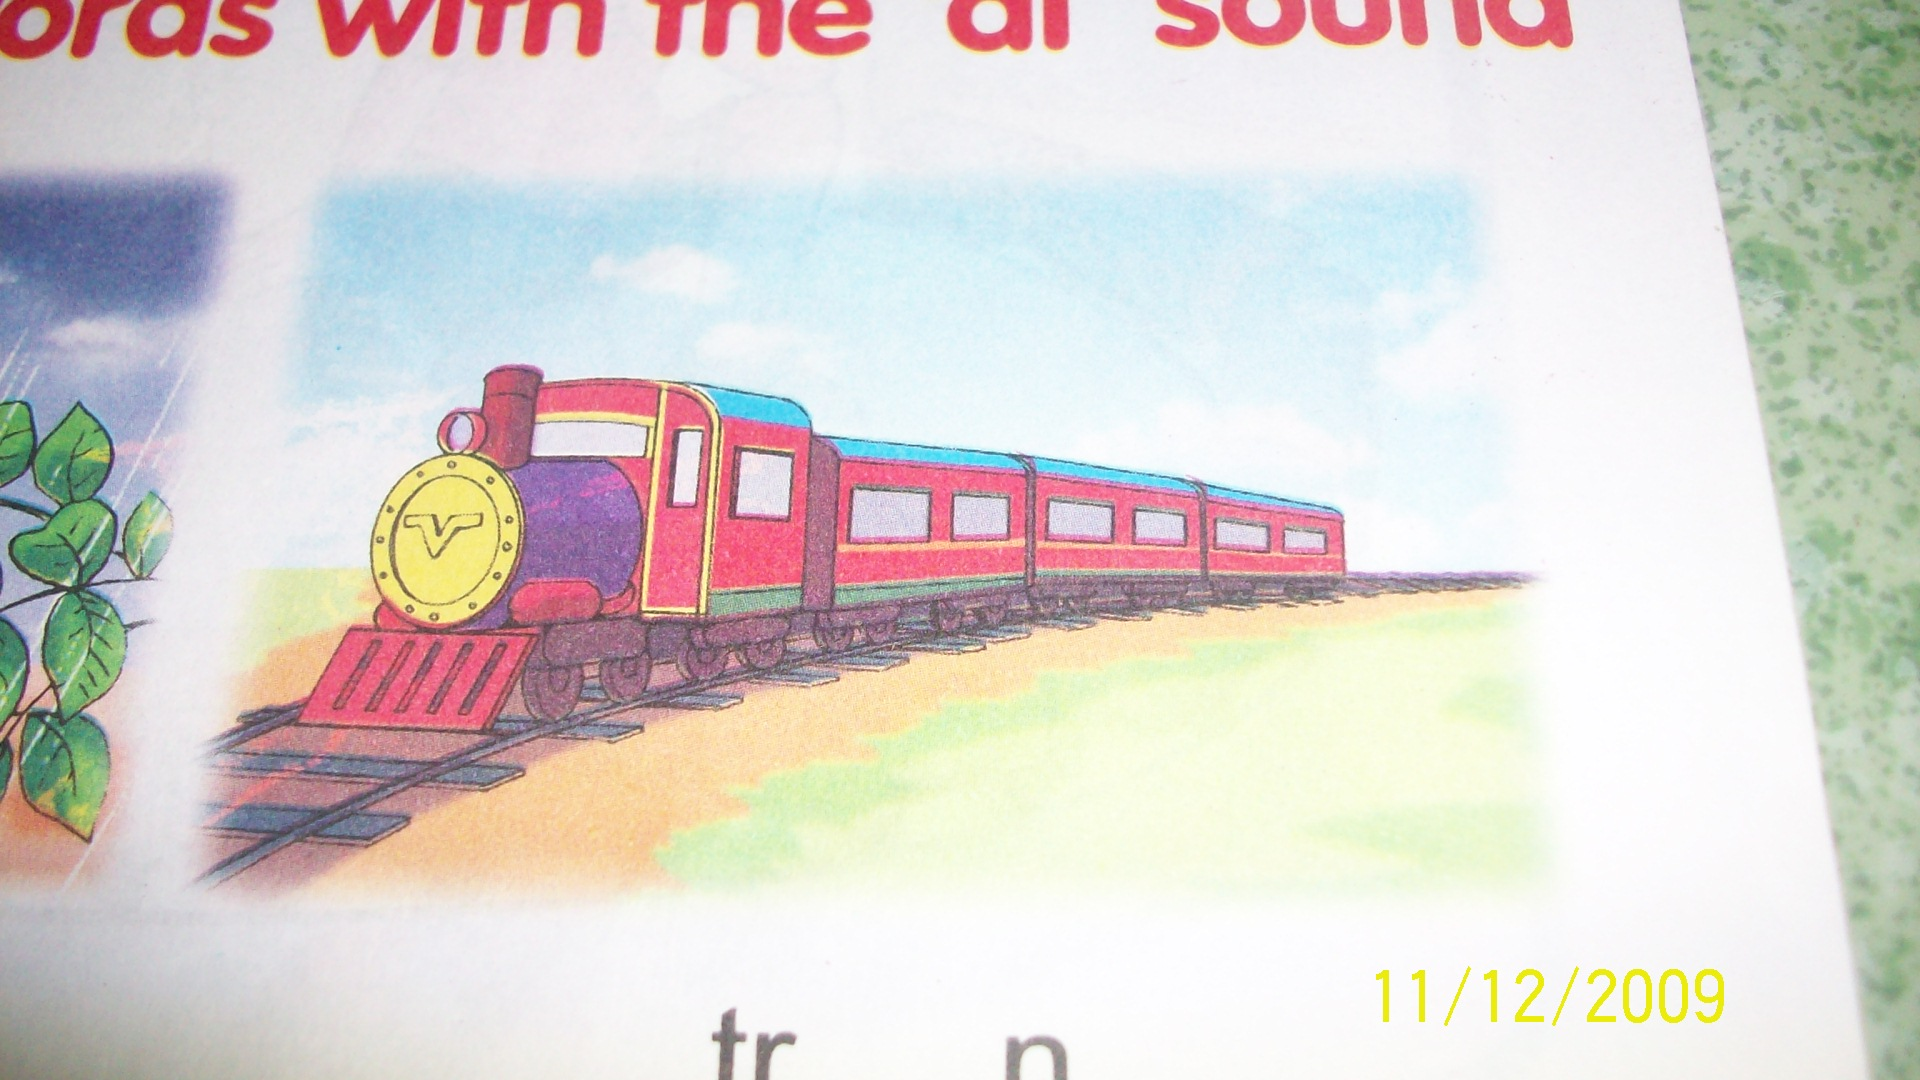 ords with the ai sound
tr n
11/12/2009